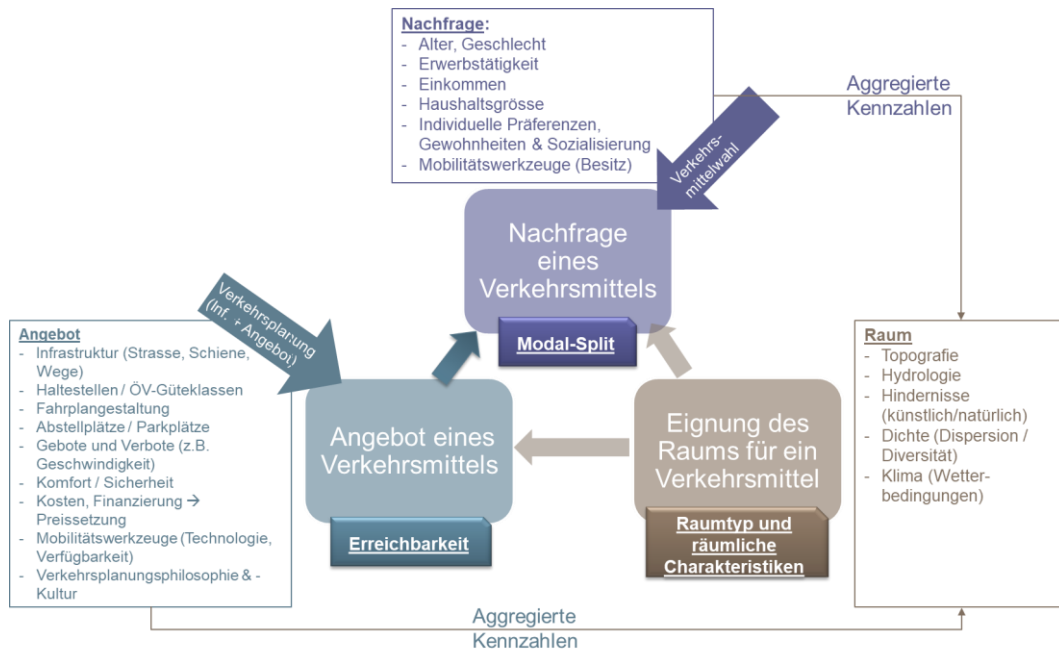 Nachfrage:
- Alter, Geschlecht
- Erwerbstätigkeit
- Einkommen
- Haushaltsgrösse
- Individuelle Präferenzen,
Gewohnheiten & Sozialisierung
- Mobilitätswerkzeuge (Besitz)
Aggregierte
Kennzahlen
Verkehrs-
mittelwahl
Nachfrage
eines
Verkehrsmittels
Modal-Split
Verkehrsplanung
(Inf. + Angebot)
Angebot
- Infrastruktur (Strasse, Schiene,
Wege)
- Haltestellen / ÖV-Güteklassen
- Fahrplangestaltung
- Abstellplätze / Parkplätze
- Gebote und Verbote (z.B.
Geschwindigkeit)
- Komfort / Sicherheit
- Kosten, Finanzierung →
Preissetzung
- Mobilitätswerkzeuge (Technologie,
Verfügbarkeit)
- Verkehrsplanungsphilosophie & -
Kultur
Angebot eines
Verkehrsmittels
Erreichbarkeit
Eignung des
Raums für ein
Verkehrsmittel
Raumtyp und
räumliche
Charakteristiken
Raum
- Topografie
- Hydrologie
- Hindernisse
(künstlich/natürlich)
- Dichte (Dispersion /
Diversität)
- Klima (Wetter-
bedingungen)
Aggregierte
Kennzahlen